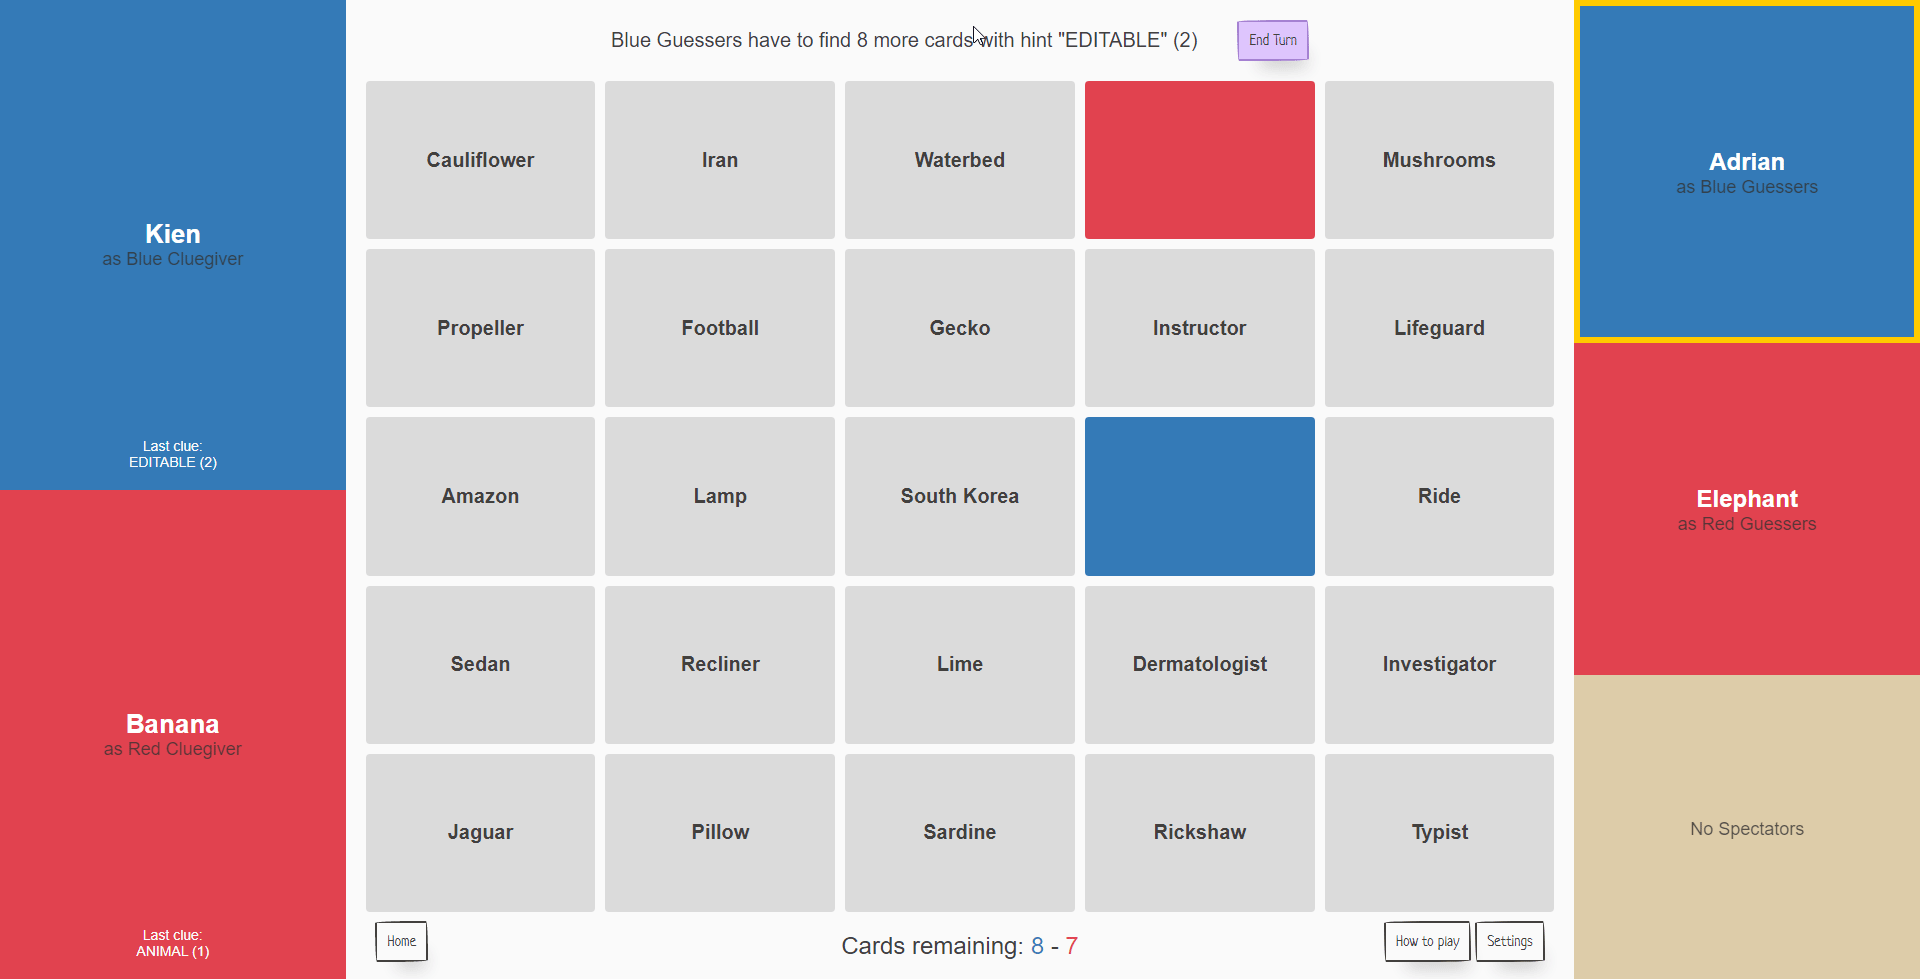 Blue Guessers have to find 8 more cards with hint "EDITABLE" (2)
End Turn
Kien
as Blue Cluegiver
Last clue:
EDITABLE (2)
Banana
as Red Cluegiver
Last clue:
ANIMAL (1)
Cauliflower
Iran
Waterbed
Mushrooms
Propeller
Football
Gecko
Instructor
Lifeguard
Amazon
Lamp
South Korea
Ride
Sedan
Recliner
Lime
Dermatologist
Investigator
Jaguar
Pillow
Sardine
Rickshaw
Typist
Home
Cards remaining: 8 - 7
How to play
Settings
Adrian
as Blue Guessers
Elephant
as Red Guessers
No Spectators